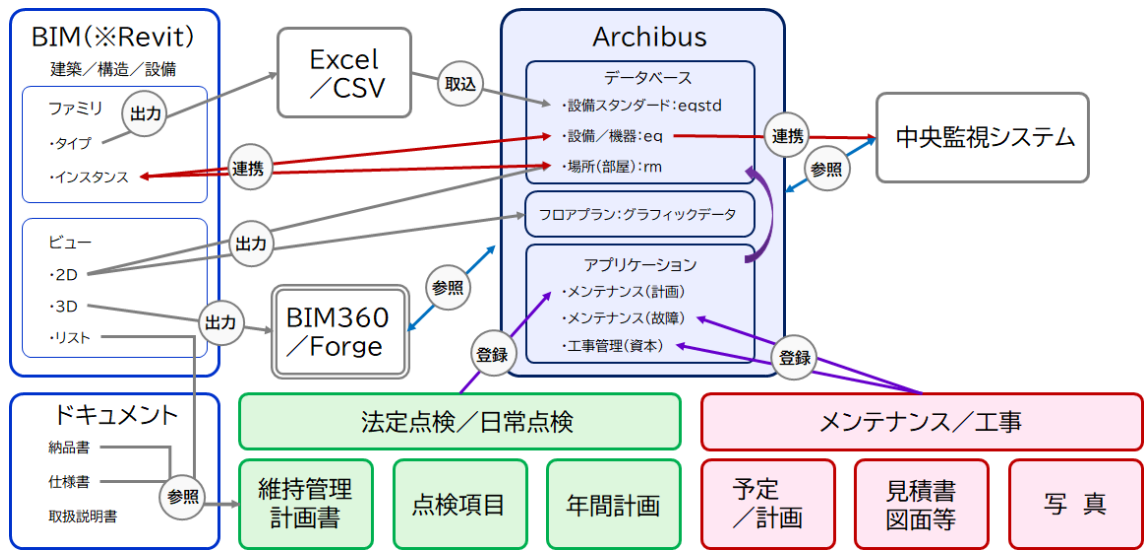 BIM(※Revit)
建築／構造／設備
ファミリ
・タイプ
・インスタンス
ビュー
・2D
・3D
・リスト
出力
連携
出力
出力
Excel
／CSV
取込
BIM360
／Forge
参照
Archibus
データベース
・設備スタンダード：eqstd
・設備／機器：eq
・場所（部屋）：rm
フロアプラン：グラフィックデータ
アプリケーション
・メンテナンス（計画）
・メンテナンス（故障）
・工事管理（資本）
連携
参照
中央監視システム
登録
登録
ドキュメント
納品書
仕様書
取扱説明書
参照
法定点検／日常点検
維持管理
計画書
点検項目
年間計画
メンテナンス／工事
予定
／計画
見積書
図面等
写 真